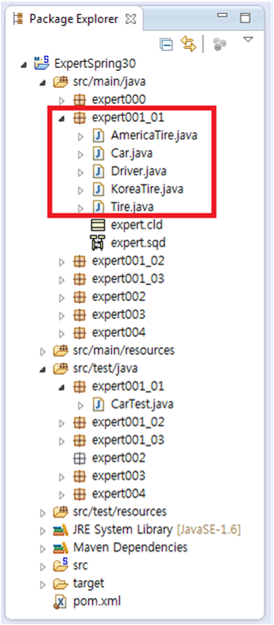 Package Explorer
ExpertSpring30
src/main/java
expert000
expert001_01
AmericaTire.java
Car.java
Driver.java
KoreaTire.java
Tire.java
expert.cld
expert.sqd
expert001_02
expert001_03
expert002
expert003
expert004
src/main/resources
src/test/java
expert001_01
CarTest.java
expert001_02
expert001_03
expert002
expert003
expert004
src/test/resources
JRE System Library [JavaSE-1.6]
Maven Dependencies
src
target
pom.xml